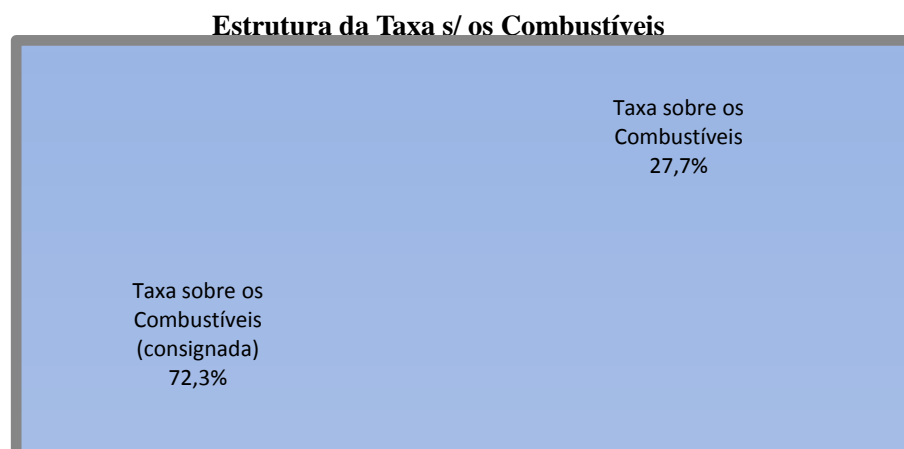 Estrutura da Taxa s/ os Combustíveis
Taxa sobre os
Combustíveis
27,7%
Taxa sobre os
Combustíveis
(consignada)
72,3%